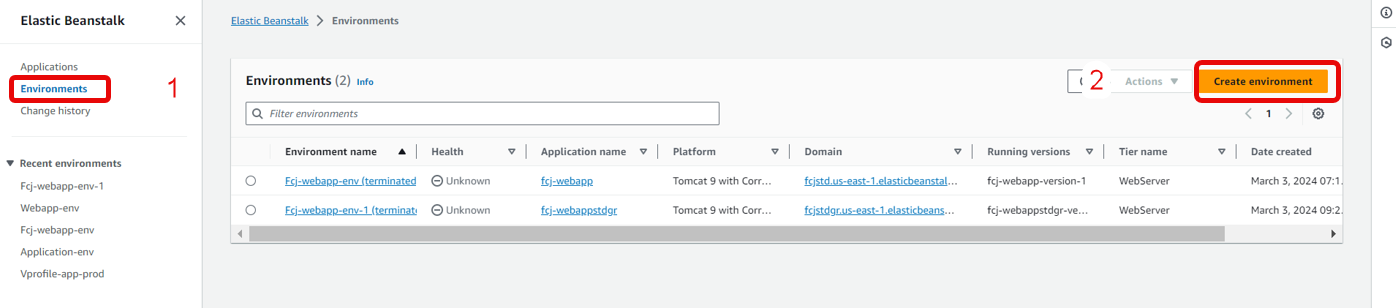 Elastic Beanstalk
Applications
Environments
Change history
1
Recent environments
Fcj-webapp-env-1
Webapp-env
Fcj-webapp-env
Application-env
Vprofile-app-prod
Elastic Beanstalk > Environments
Environments (2) Info
2 Actions Create environment
Filter environments
1
Environment name Health Application name Platform Domain Running versions Tier name Date created
Fcj-webapp-env (terminated Unknown fcj-webapp Tomcat 9 with Corr... fcjstd.us-east-1.elasticbeanstal... fcj-webapp-version-1 WebServer March 3, 2024 07:1...
Fcj-webapp-env-1 (terminate Unknown fcj-webappstdgr Tomcat 9 with Corr... fcjstdgr.us-east-1.elasticbeans... fcj-webappstdgr-ve... WebServer March 3, 2024 09:2...